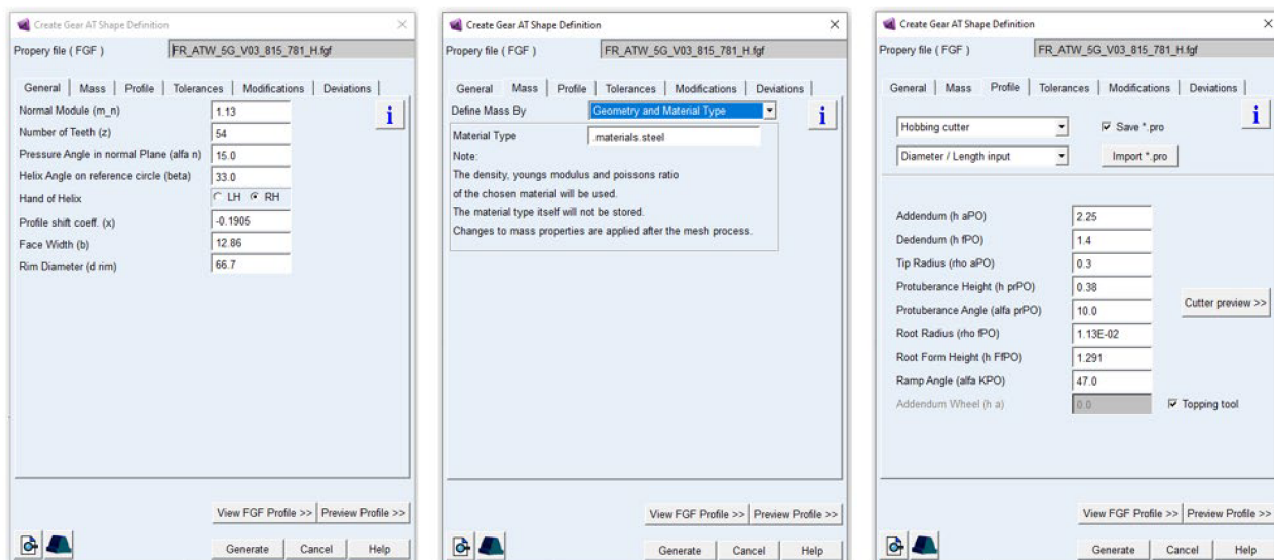 Create Gear AT Shape Definition
Propery file ( FGF ) FR_ATW_5G_V03_815_781_H.fgf
General Mass Profile Tolerances Modifications Deviations
Normal Module (m_n) 1.13
i
Number of Teeth (z) 54
Pressure Angle in normal Plane (alfa n) 15.0
Helix Angle on reference circle (beta) 33.0
Hand of Helix LH RH
Profile shift coeff. (x) -0.1905
Face Width (b) 12.86
Rim Diameter (d rim) 66.7
View FGF Profile >> Preview Profile >>
Generate Cancel Help
Create Gear AT Shape Definition
Propery file ( FGF ) FR_ATW_5G_V03_815_781_H.fgf
General Mass Profile Tolerances Modifications Deviations
Define Mass By Geometry and Material Type
i
Material Type .materials.steel
Note:
The density, youngs modulus and poissons ratio
of the chosen material will be used.
The material type itself will not be stored.
Changes to mass properties are applied after the mesh process.
View FGF Profile >> Preview Profile >>
Generate Cancel Help
Create Gear AT Shape Definition
Propery file ( FGF ) FR_ATW_5G_V03_815_781_H.fgf
General Mass Profile Tolerances Modifications Deviations
Hobbing cutter Save *.pro
i
Diameter / Length input Import *.pro
Addendum (h aPO) 2.25
Dedendum (h fPO) 1.4
Tip Radius (rho aPO) 0.3
Protuberance Height (h prPO) 0.38
Cutter preview >>
Protuberance Angle (alfa prPO) 10.0
Root Radius (rho fPO) 1.13E-02
Root Form Height (h FfPO) 1.291
Ramp Angle (alfa KPO) 47.0
Addendum Wheel (h a) 0.0 Topping tool
View FGF Profile >> Preview Profile >>
Generate Cancel Help